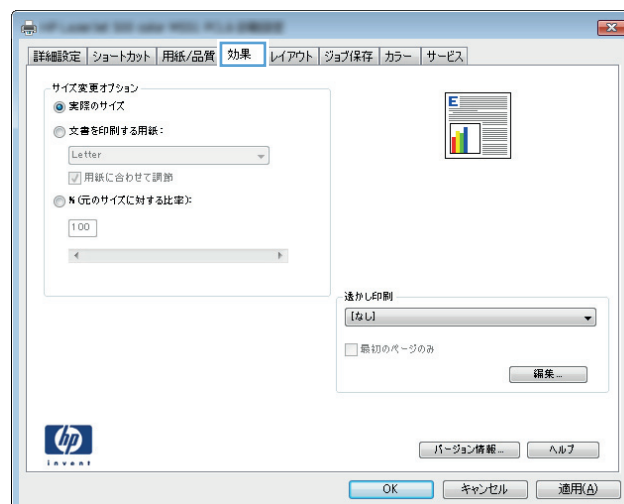 詳細設定 ショートカット 用紙/品質 効果 レイアウト ジョブ保存 カラー サービス
サイズ変更オプション
実際のサイズ
文書を印刷する用紙:
Letter
用紙に合わせて調節
% (元のサイズに対する比率):
100
E
透かし印刷
[なし]
最初のページのみ
編集...
hp
invent
バージョン情報... ヘルプ
OK キャンセル 適用(A)